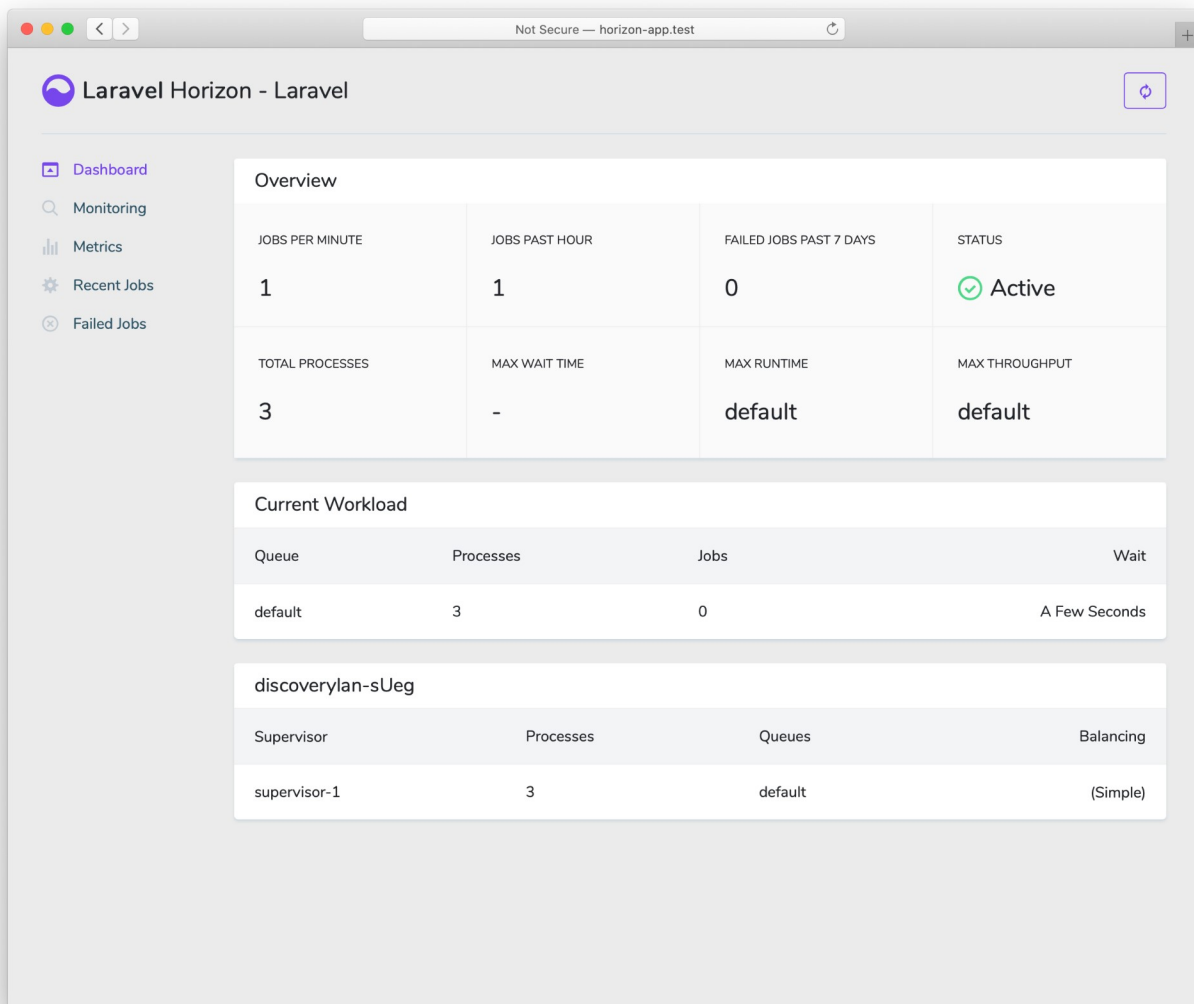 Not Secure — horizon-app.test
Laravel Horizon - Laravel
Dashboard
Monitoring
Metrics
Recent Jobs
Failed Jobs
Overview
JOBS PER MINUTE JOBS PAST HOUR FAILED JOBS PAST 7 DAYS STATUS
1 1 0 Active
TOTAL PROCESSES MAX WAIT TIME MAX RUNTIME MAX THROUGHPUT
3 - default default
Current Workload
Queue Processes Jobs Wait
default 3 0 A Few Seconds
discoverylan-sUeg
Supervisor Processes Queues Balancing
supervisor-1 3 default (Simple)